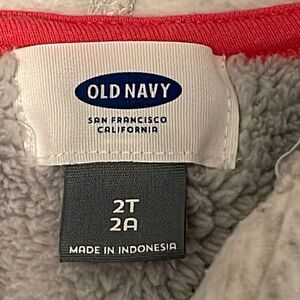 OLD NAVY
SAN FRANCISCO
CALIFORNIA
2T
2A
MADE IN INDONESIA